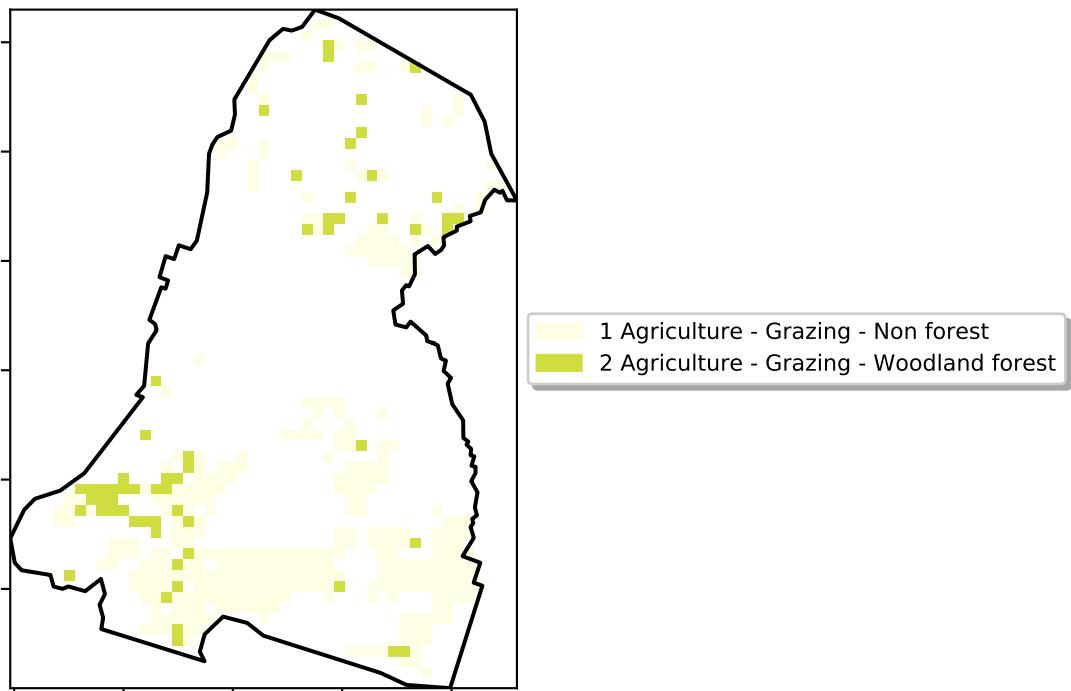 1 Agriculture - Grazing - Non forest
2 Agriculture - Grazing - Woodland forest